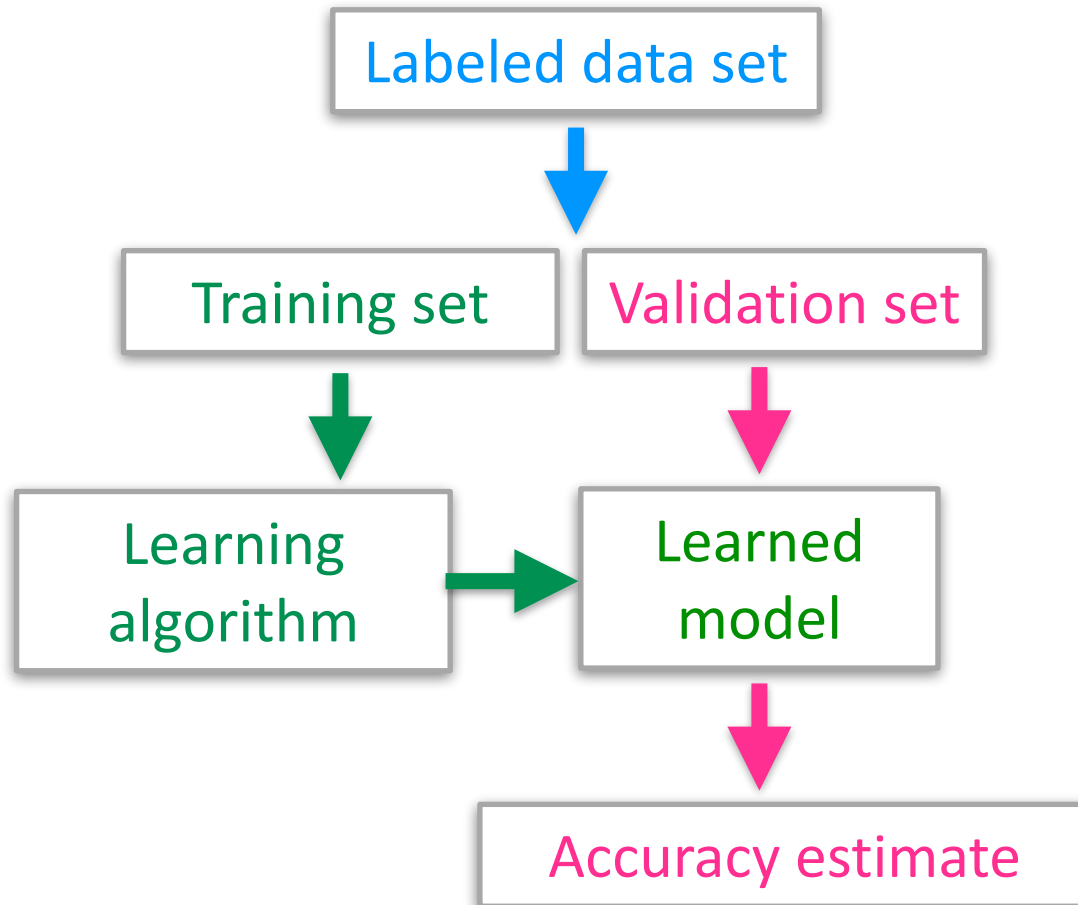 Labeled data set
Training set
Validation set
Learning
algorithm
Learned
model
Accuracy estimate